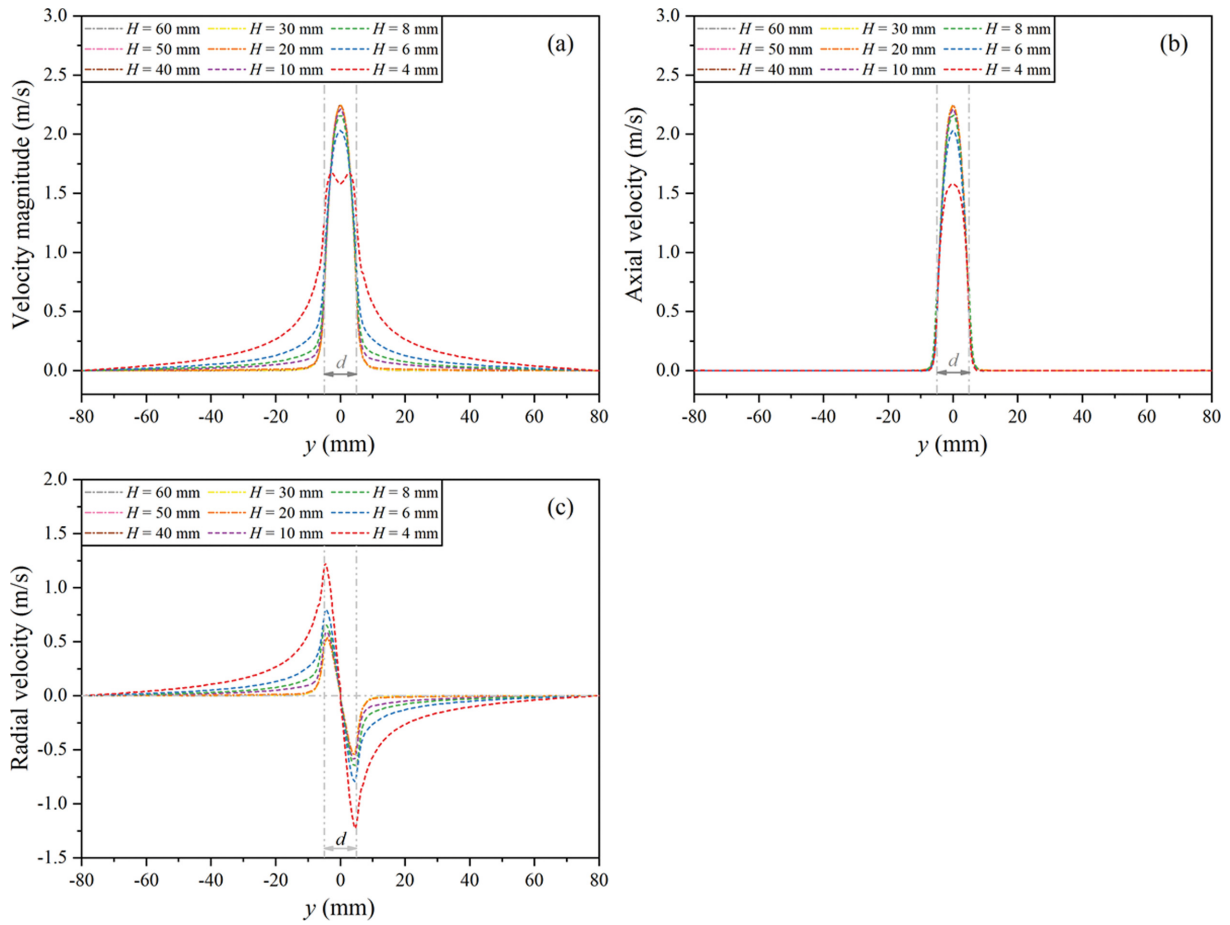 3.0
2.5
2.0
1.5
1.0
0.5
0.0
Velocity magnitude (m/s)
H = 60 mm H = 30 mm H = 8 mm
H = 50 mm H = 20 mm H = 6 mm
H = 40 mm H = 10 mm H = 4 mm
(a)
d
-80 -60 -40 -20 0 20 40 60 80
y (mm)
3.0
2.5
2.0
1.5
1.0
0.5
0.0
Axial velocity (m/s)
H = 60 mm H = 30 mm H = 8 mm
H = 50 mm H = 20 mm H = 6 mm
H = 40 mm H = 10 mm H = 4 mm
(b)
d
-80 -60 -40 -20 0 20 40 60 80
y (mm)
2.0
1.5
1.0
0.5
0.0
-0.5
-1.0
-1.5
Radial velocity (m/s)
H = 60 mm H = 30 mm H = 8 mm
H = 50 mm H = 20 mm H = 6 mm
H = 40 mm H = 10 mm H = 4 mm
(c)
d
-80 -60 -40 -20 0 20 40 60 80
y (mm)